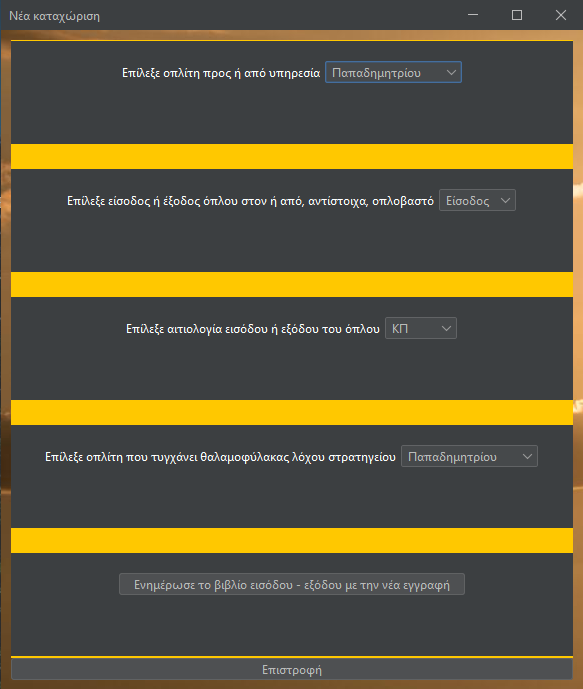 Νέα καταχώριση
Επίλεξε οπλίτη προς ή από υπηρεσία Παπαδημητρίου
Επίλεξε είσοδος ή έξοδος όπλου στον ή από, αντίστοιχα, οπλοβαστό Είσοδος
Επίλεξε αιτιολογία εισόδου ή εξόδου του όπλου ΚΠ
Επίλεξε οπλίτη που τυγχάνει θαλαμοφύλακας λόχου στρατηγείου Παπαδημητρίου
Ενημέρωσε το βιβλίο εισόδου - εξόδου με την νέα εγγραφή
Επιστροφή